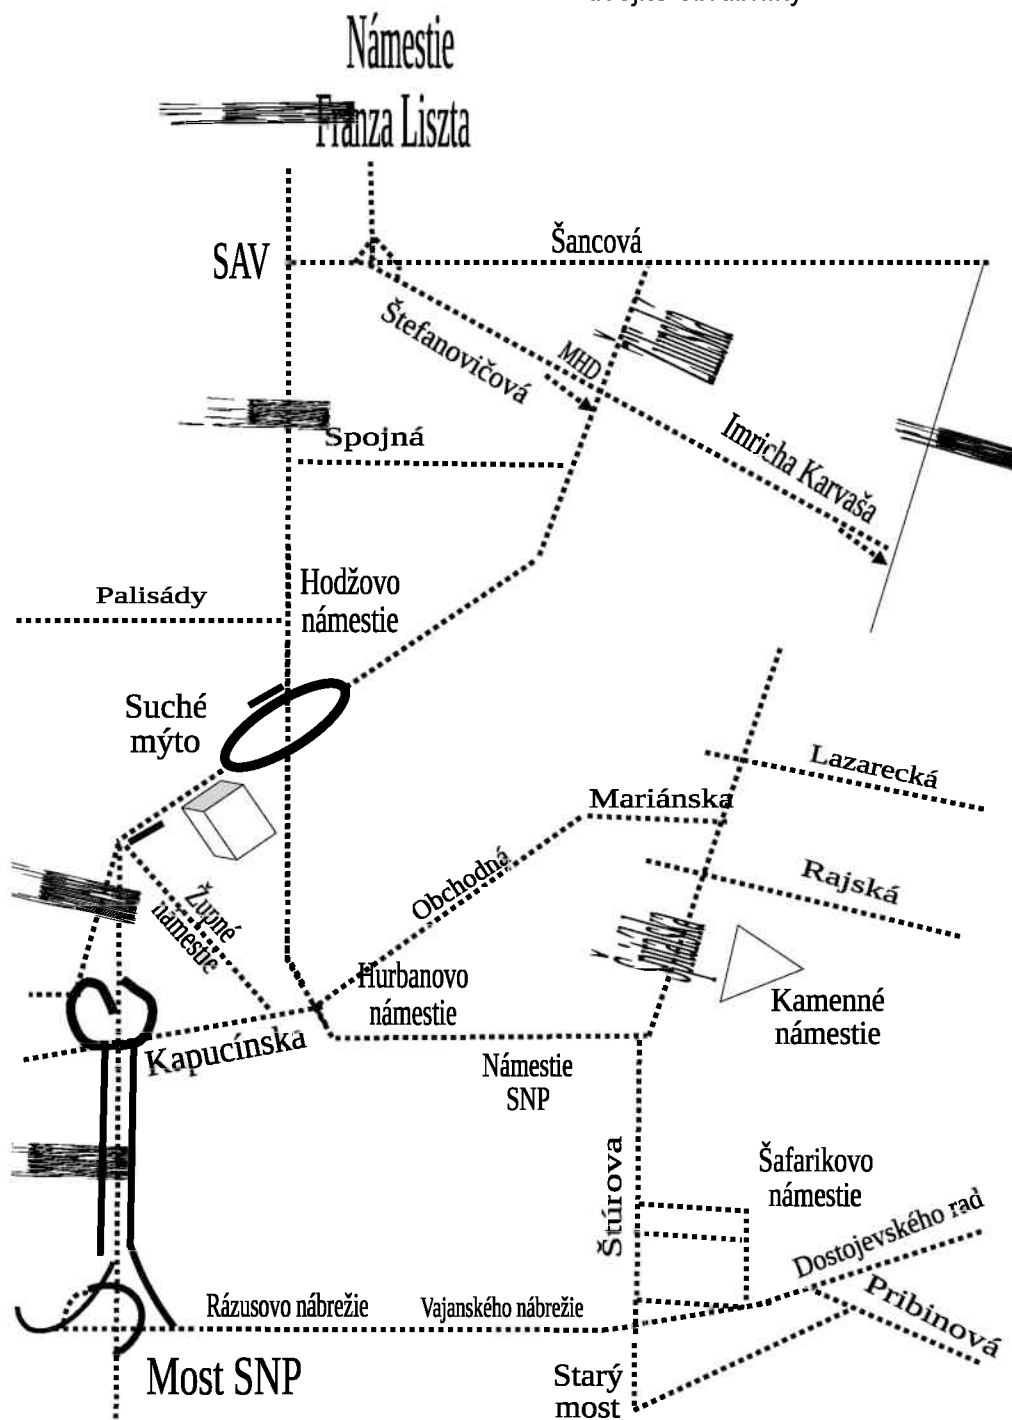 Námestie
Franza Liszta
SAV
Šancová
Štefanovičová
MHD
Imricha Karvaša
Spojná
Palisády
Hodžovo
námestie
Suché
mýto
Lazarecká
Mariánska
Obchodná
Rajská
Župné
námestie
Hurbanovo
námestie
Kamenné
námestie
Kapucínska
Námestie
SNP
Štúrova
Šafarikovo
námestie
Dostojevského rad
Pribinová
Rázusovo nábrežie
Vajanského nábrežie
Most SNP
Starý
most